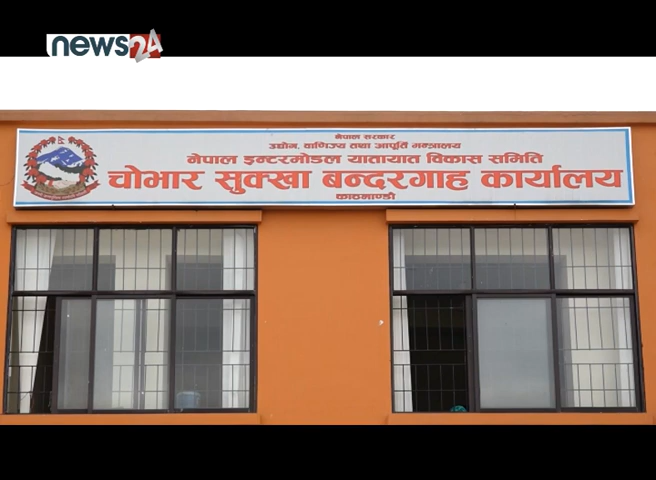 news24
नेपाल सरकार
उद्योग, वाणिज्य तथा आपूर्ति मन्त्रालय
नेपाल इन्टरमोडल यातायात विकास समिति
चोभार सुक्खा बन्दरगाह कार्यालय
काठमाण्डौ